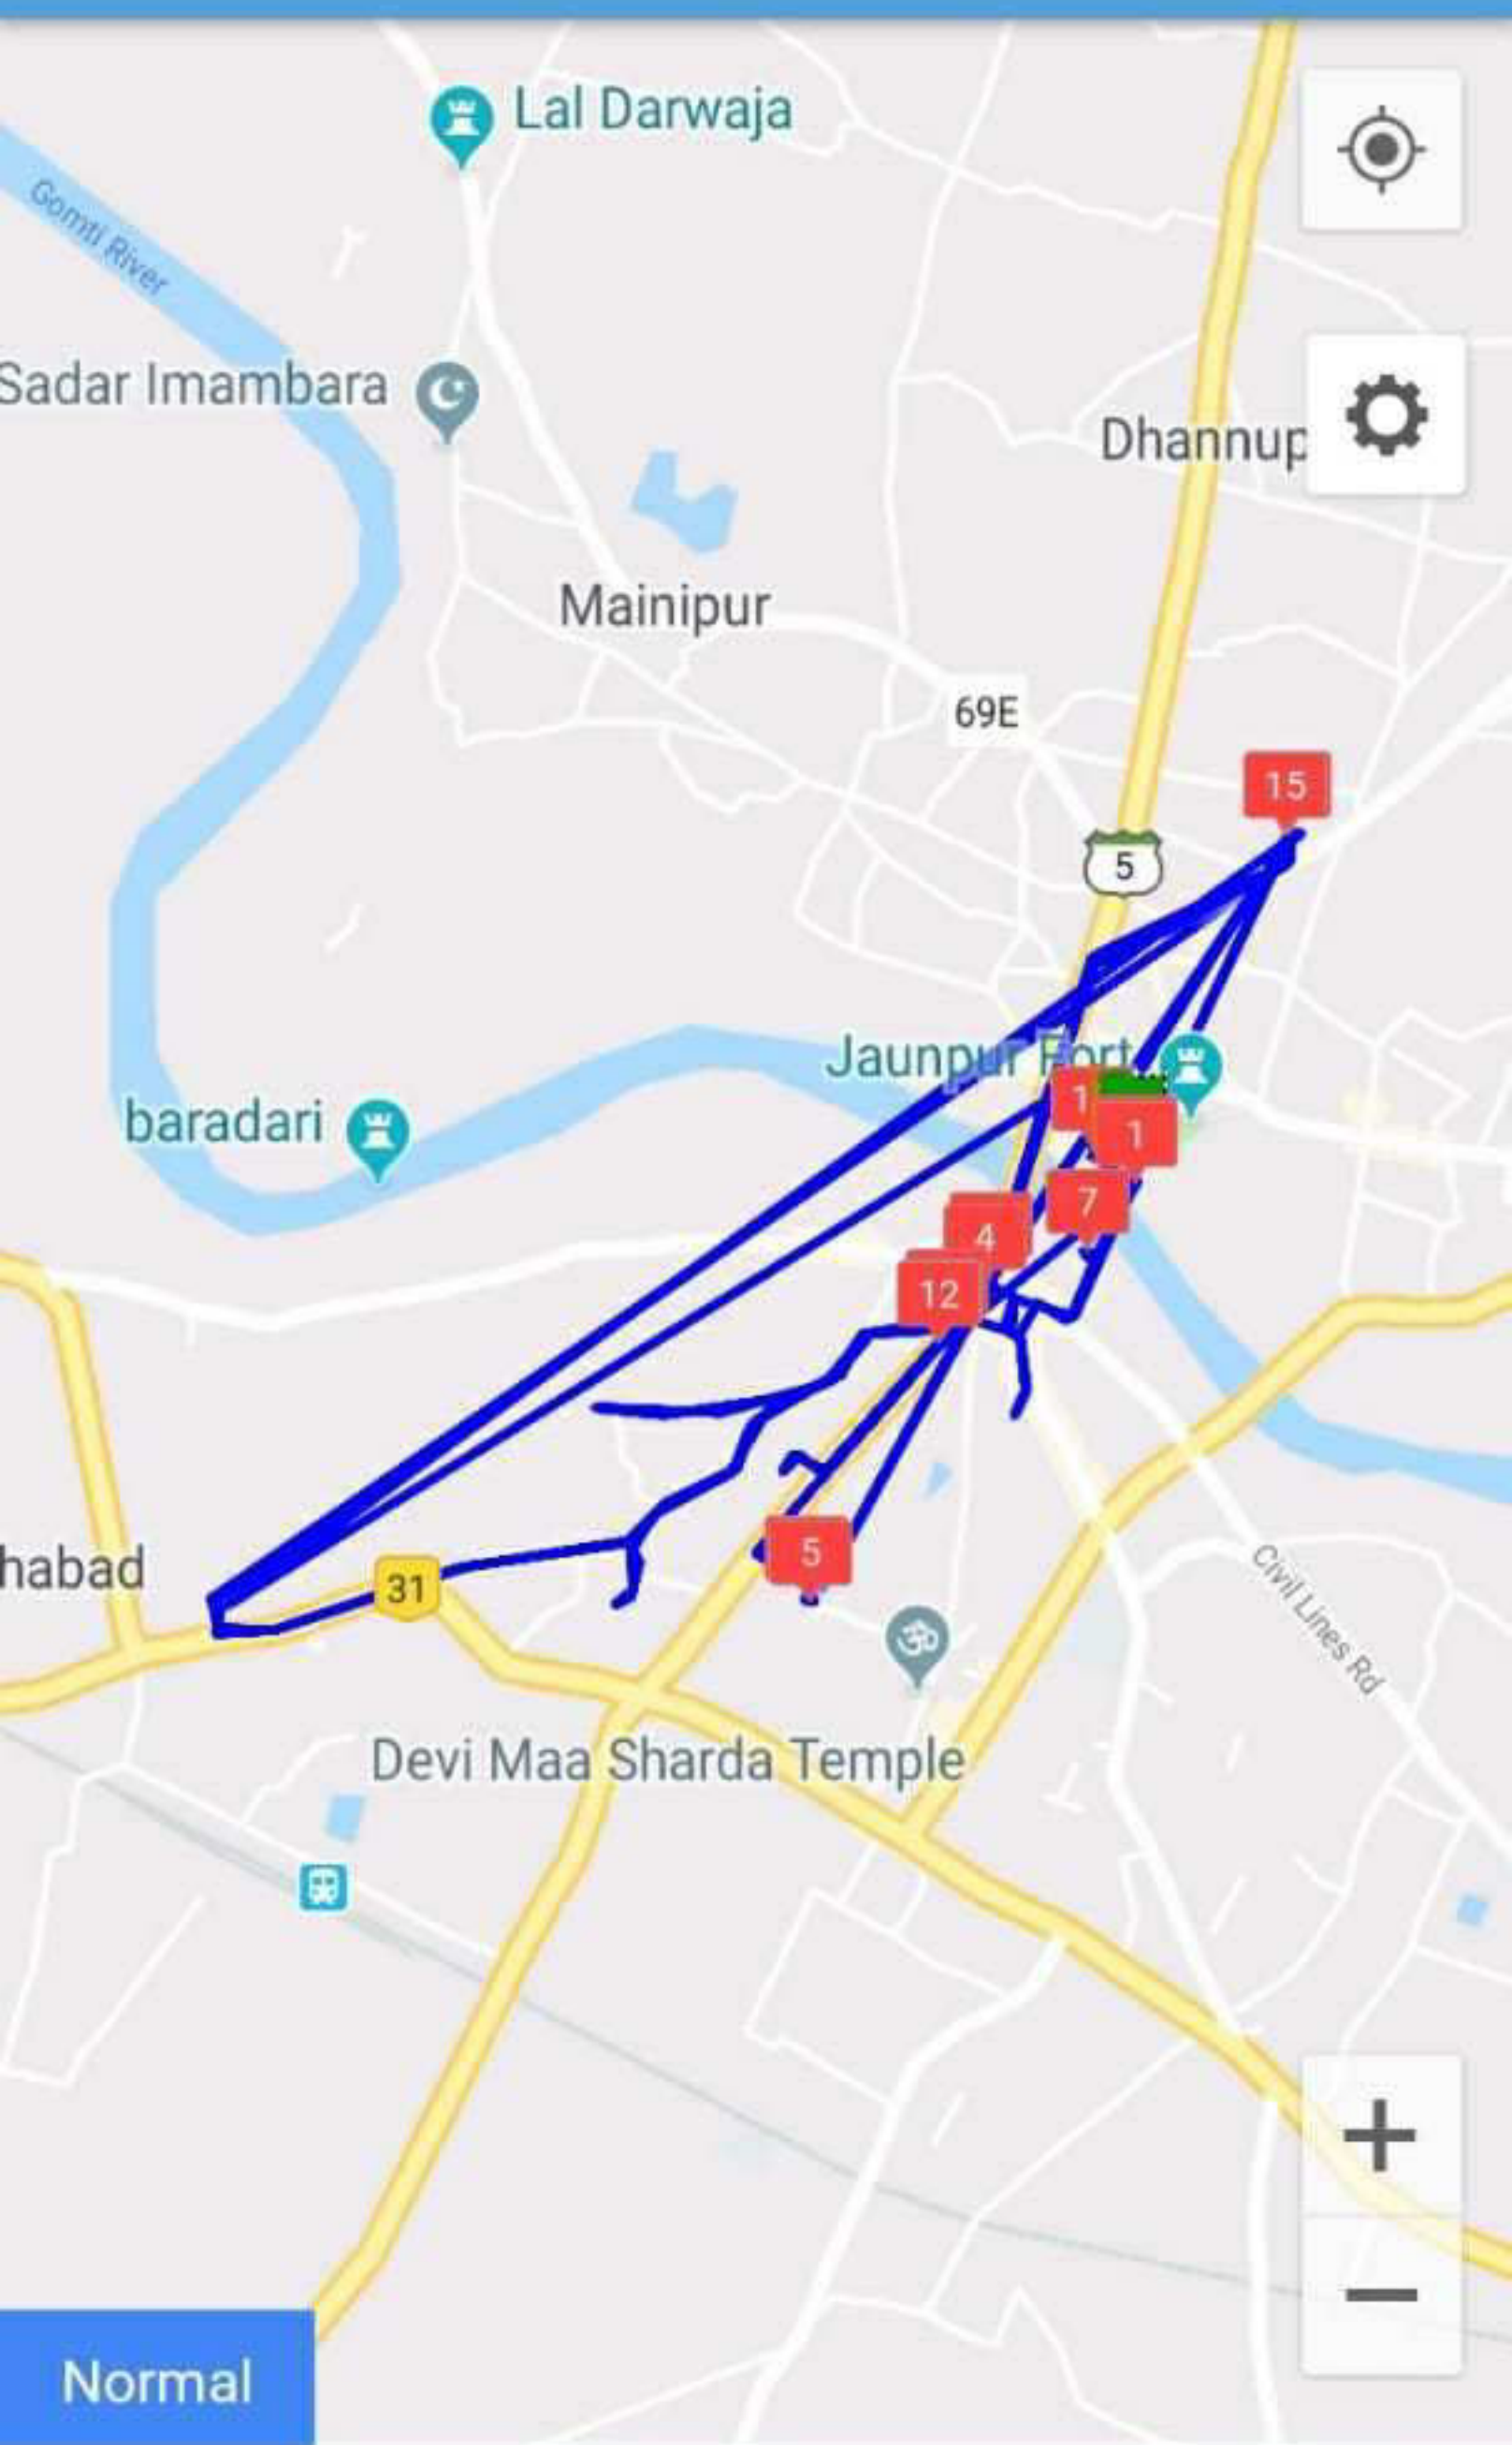 Lal Darwaja
Gomti River
Sadar Imambara
Dhannup
Mainipur
69E
15
5
Jaunpur Fort
1
1
baradari
7
4
12
5
habad
31
Civil Lines Rd
Devi Maa Sharda Temple
Normal